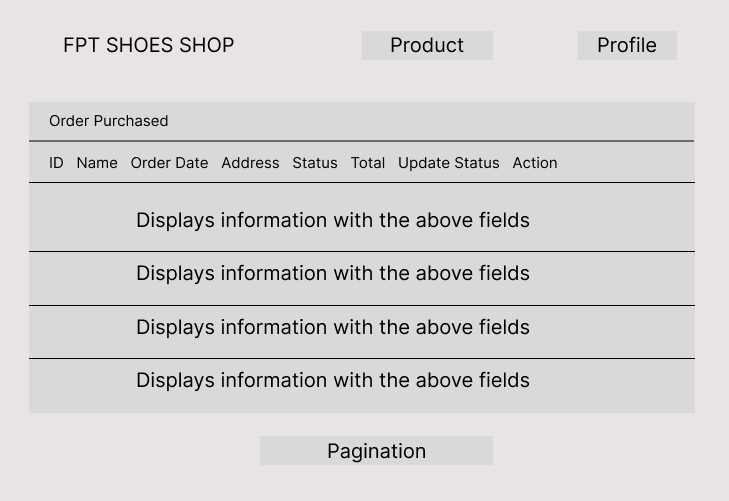 FPT SHOES SHOP Product Profile
Order Purchased
ID Name Order Date Address Status Total Update Status Action
Displays information with the above fields
Displays information with the above fields
Displays information with the above fields
Displays information with the above fields
Pagination